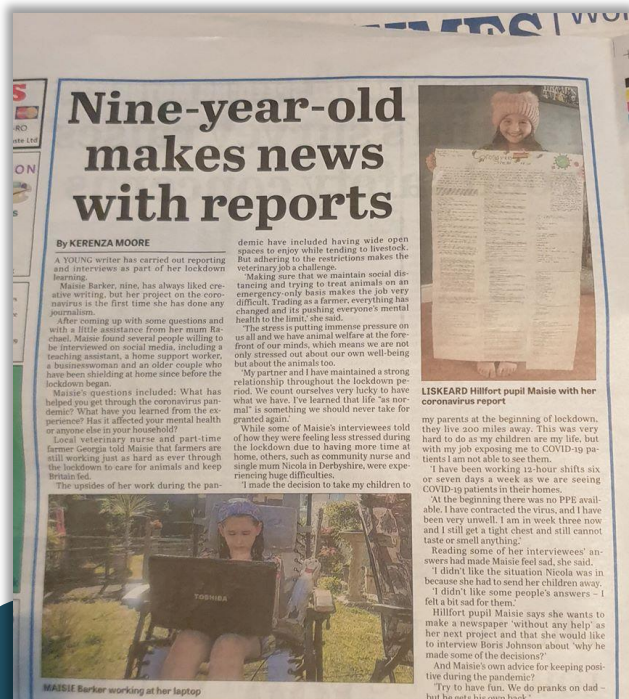 Nine-year-old
makes news
with reports
By KERENZA MOORE
A YOUNG writer has carried out reporting
and interviews as part of her lockdown
learning.
Maisie Barker, nine, has always liked cre-
ative writing, but her project on the coro-
navirus is the first time she has done any
journalism.
After coming up with some questions and
with a little assistance from her mum Ra-
chael, Maisie found several people willing to
be interviewed on social media, including a
teaching assistant, a home support worker,
a businesswoman and an older couple who
have been shielding at home since before the
lockdown began.
Maisie's questions included: What has
helped you get through the coronavirus pan-
demic? What have you learned from the ex-
perience? Has it affected your mental health
or anyone else in your household?
Local veterinary nurse and part-time
farmer Georgia told Maisie that farmers are
still working just as hard as ever through
the lockdown to care for animals and keep
Britain fed.
The upsides of her work during the pan-
demic have included having wide open
spaces to enjoy while tending to livestock.
But adhering to the restrictions makes the
veterinary job a challenge.
'Making sure that we maintain social dis-
tancing and trying to treat animals on an
emergency-only basis makes the job very
difficult. Trading as a farmer, everything has
changed and its pushing everyone's mental
health to the limit,' she said.
'The stress is putting immense pressure on
us all and we have animal welfare at the fore-
front of our minds, which means we are not
only stressed out about our own well-being
but about the animals too.
'My partner and I have maintained a strong
relationship throughout the lockdown pe-
riod. We count ourselves very lucky to have
what we have. I've learned that life "as nor-
mal" is something we should never take for
granted again.'
While some of Maisie's interviewees told
of how they were feeling less stressed during
the lockdown due to having more time at
home, others, such as community nurse and
single mum Nicola in Derbyshire, were expe-
riencing huge difficulties.
'I made the decision to take my children to
LISKEARD Hillfort pupil Maisie with her
coronavirus report
my parents at the beginning of lockdown,
they live 200 miles away. This was very
hard to do as my children are my life, but
with my job exposing me to COVID-19 pa-
tients I am not able to see them.
'I have been working 12-hour shifts six
or seven days a week as we are seeing
COVID-19 patients in their homes.
'At the beginning there was no PPE avail-
able. I have contracted the virus, and I have
been very unwell. I am in week three now
and I still get a tight chest and still cannot
taste or smell anything.'
Reading some of her interviewees' an-
swers had made Maisie feel sad, she said.
'I didn't like the situation Nicola was in
because she had to send her children away.
'I didn't like some people's answers – I
felt a bit sad for them.'
Hillfort pupil Maisie says she wants to
make a newspaper 'without any help' as
her next project and that she would like
to interview Boris Johnson about 'why he
made some of the decisions?'
And Maisie's own advice for keeping posi-
tive during the pandemic?
'Try to have fun. We do pranks on dad –
but he gets his own back.'
TOSHIBA
MAISIE Barker working at her laptop